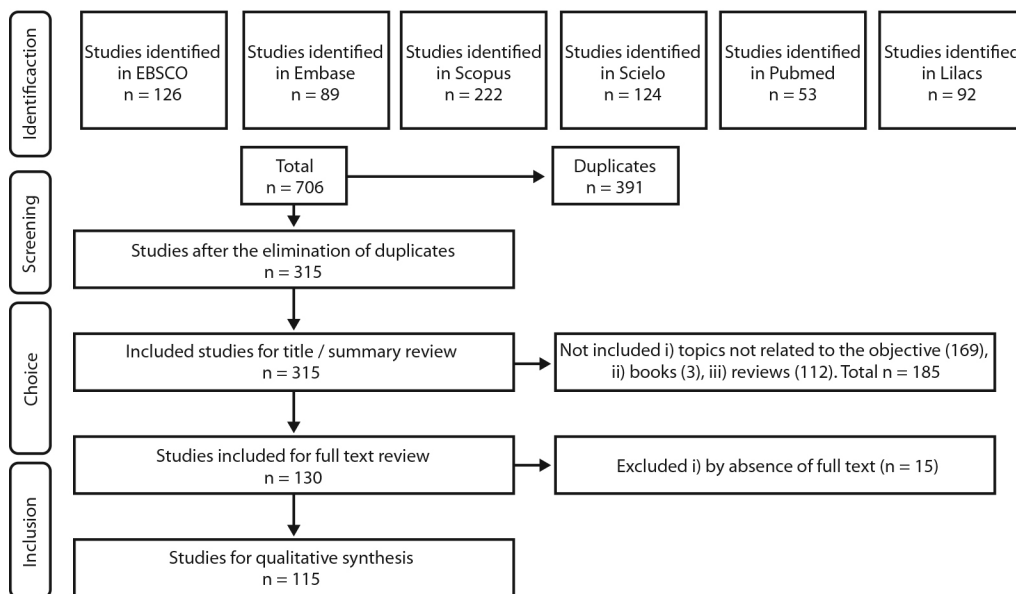 Identificaction
Studies identified
in EBSCO
n = 126
Studies identified
in Embase
n = 89
Studies identified
in Scopus
n = 222
Studies identified
in Scielo
n = 124
Studies identified
in Pubmed
n = 53
Studies identified
in Lilacs
n = 92
Total
n = 706
Duplicates
n = 391
Screening
Studies after the elimination of duplicates
n = 315
Choice
Included studies for title / summary review
n = 315
Not included i) topics not related to the objective (169),
ii) books (3), iii) reviews (112). Total n = 185
Studies included for full text review
n = 130
Excluded i) by absence of full text (n = 15)
Inclusion
Studies for qualitative synthesis
n = 115